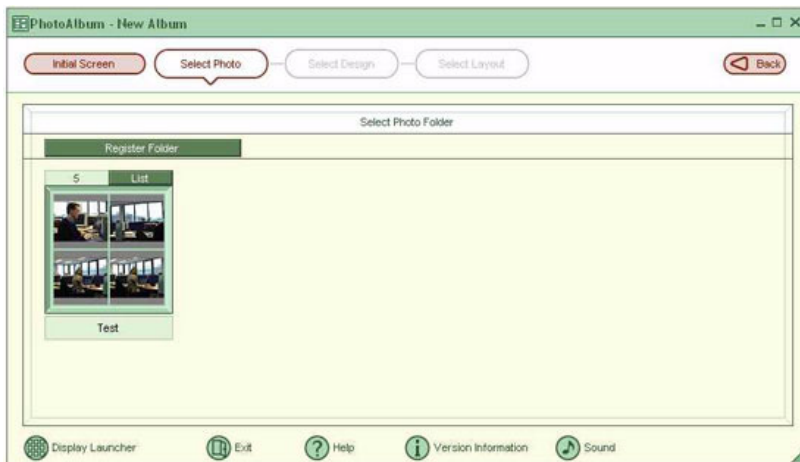 PhotoAlbum - New Album
Initial Screen
Select Photo
Select Design
Select Layout
Back
Select Photo Folder
Register Folder
5 List
Test
Display Launcher
Exit
Help
Version Information
Sound